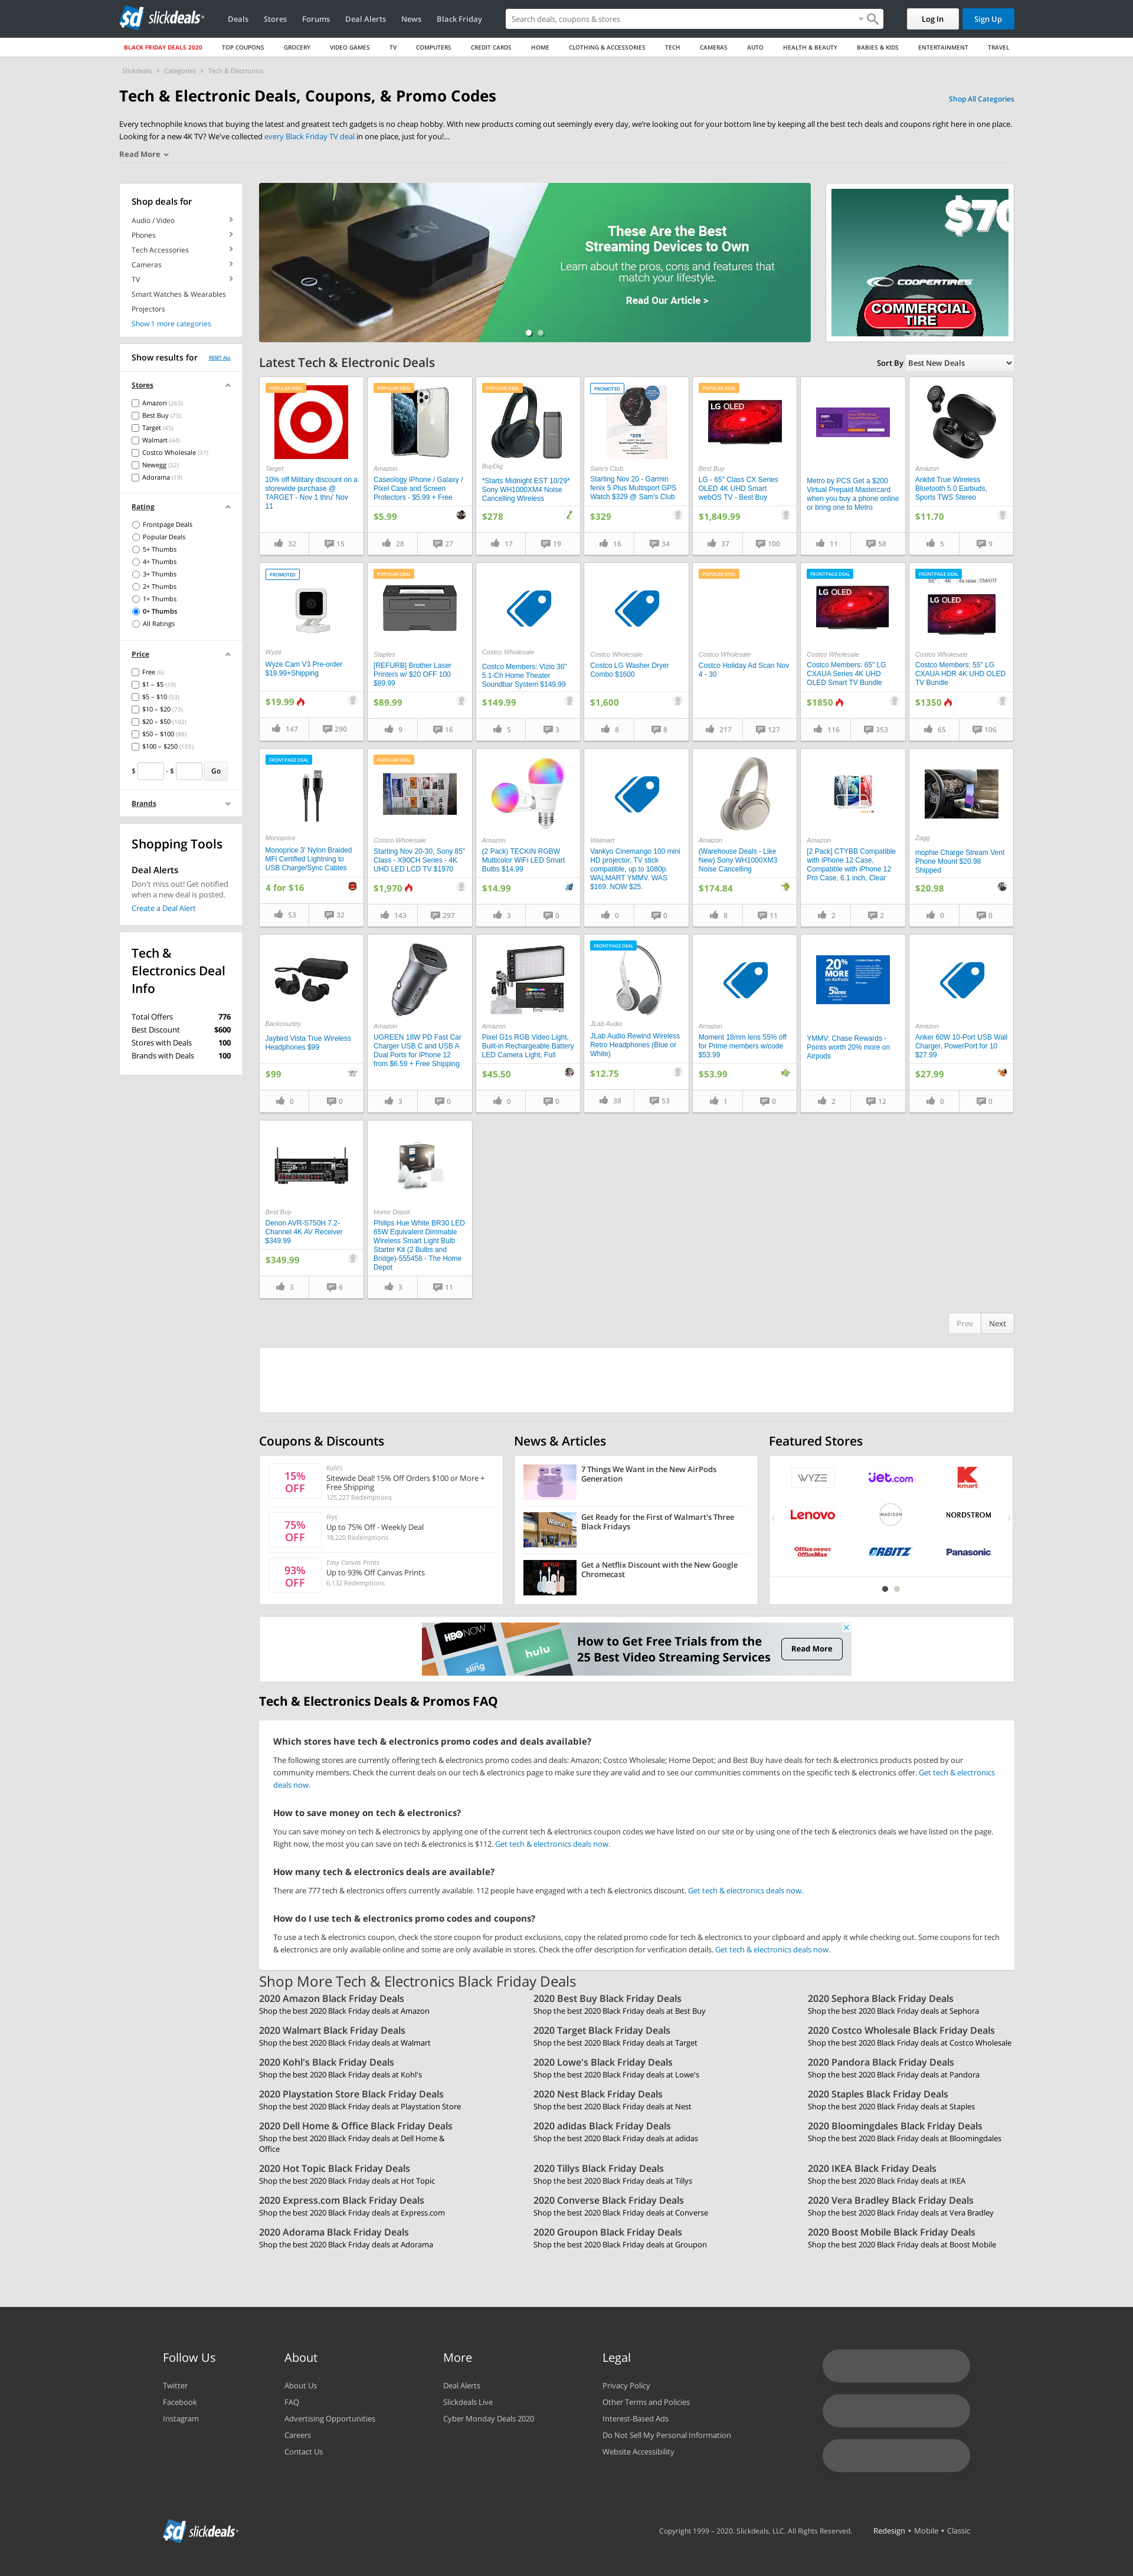 sd slickdeals
Deals
Stores
Forums
Deal Alerts
News
Black Friday
Search deals, coupons & stores
Log In
Sign Up
BLACK FRIDAY DEALS 2020
TOP COUPONS
GROCERY
VIDEO GAMES
TV
COMPUTERS
CREDIT CARDS
HOME
CLOTHING & ACCESSORIES
TECH
CAMERAS
AUTO
HEALTH & BEAUTY
BABIES & KIDS
ENTERTAINMENT
TRAVEL
Slickdeals > Categories > Tech & Electronics
Tech & Electronic Deals, Coupons, & Promo Codes
Shop All Categories
Every technophile knows that buying the latest and greatest tech gadgets is no cheap hobby. With new products coming out seemingly every day, we're looking out for your bottom line by keeping all the best tech deals and coupons right here in one place.
Looking for a new 4K TV? We've collected every Black Friday TV deal in one place, just for you!...
Read More
Shop deals for
Audio / Video
Phones
Tech Accessories
Cameras
TV
Smart Watches & Wearables
Projectors
Show 1 more categories
Show results for
RESET ALL
Stores
Amazon (263)
Best Buy (73)
Target (45)
Walmart (44)
Costco Wholesale (37)
Newegg (32)
Adorama (19)
Rating
Frontpage Deals
Popular Deals
5+ Thumbs
4+ Thumbs
3+ Thumbs
2+ Thumbs
1+ Thumbs
0+ Thumbs
All Ratings
Price
Free (6)
$1 – $5 (19)
$5 – $10 (53)
$10 – $20 (73)
$20 – $50 (102)
$50 – $100 (88)
$100 – $250 (105)
$ - $ Go
Brands
Shopping Tools
Deal Alerts
Don't miss out! Get notified
when a new deal is posted.
Create a Deal Alert
Tech &
Electronics Deal
Info
Total Offers 776
Best Discount $600
Stores with Deals 100
Brands with Deals 100
These Are the Best
Streaming Devices to Own
Learn about the pros, cons and features that
match your lifestyle.
Read Our Article >
$70
COOPERTIRES
COMMERCIAL
TIRE
Latest Tech & Electronic Deals
Sort By
Best New Deals
POPULAR DEAL
Target
10% off Military discount on a
storewide purchase @
TARGET - Nov 1 thru' Nov
11
32
15
POPULAR DEAL
Amazon
Caseology iPhone / Galaxy /
Pixel Case and Screen
Protectors - $5.99 + Free
$5.99
28
27
POPULAR DEAL
BuyDig
*Starts Midnight EST 10/29*
Sony WH1000XM4 Noise
Cancelling Wireless
$278
17
19
PROMOTED
$329
Sam's Club
Starting Nov 20 - Garmin
fenix 5 Plus Multisport GPS
Watch $329 @ Sam's Club
$329
16
34
POPULAR DEAL
LG OLED
Best Buy
LG - 65" Class CX Series
OLED 4K UHD Smart
webOS TV - Best Buy
$1,849.99
37
100
Metro by PCS Get a $200
Virtual Prepaid Mastercard
when you buy a phone online
or bring one to Metro
11
58
Amazon
Ankbit True Wireless
Bluetooth 5.0 Earbuds,
Sports TWS Stereo
$11.70
5
9
PROMOTED
Wyze
Wyze Cam V3 Pre-order
$19.99+Shipping
$19.99
147
290
POPULAR DEAL
Staples
[REFURB] Brother Laser
Printers w/ $20 OFF 100
$89.99
$89.99
9
16
Costco Wholesale
Costco Members: Vizio 36"
5.1-Ch Home Theater
Soundbar System $149.99
$149.99
5
3
Costco Wholesale
Costco LG Washer Dryer
Combo $1600
$1,600
8
8
POPULAR DEAL
Costco Wholesale
Costco Holiday Ad Scan Nov
4 - 30
217
127
FRONTPAGE DEAL
LG OLED
Costco Wholesale
Costco Members: 65" LG
CXAUA Series 4K UHD
OLED Smart TV Bundle
$1850
116
353
FRONTPAGE DEAL
SMART
LG OLED
Costco Wholesale
Costco Members: 55" LG
CXAUA HDR 4K UHD OLED
TV Bundle
$1350
65
106
FRONTPAGE DEAL
Monoprice
Monoprice 3' Nylon Braided
MFi Certified Lightning to
USB Charge/Sync Cables
4 for $16
53
32
POPULAR DEAL
Costco Wholesale
Starting Nov 20-30, Sony 85"
Class - X90CH Series - 4K
UHD LED LCD TV $1970
$1,970
143
297
Amazon
(2 Pack) TECKIN RGBW
Multicolor WiFi LED Smart
Bulbs $14.99
$14.99
3
0
Walmart
Vankyo Cinemango 100 mini
HD projector, TV stick
compatible, up to 1080p.
WALMART YMMV. WAS
$169. NOW $25.
0
0
Amazon
(Warehouse Deals - Like
New) Sony WH1000XM3
Noise Cancelling
$174.84
8
11
Amazon
[2 Pack] CTYBB Compatible
with iPhone 12 Case,
Compatible with iPhone 12
Pro Case, 6.1 inch, Clear
2
2
Zagg
mophie Charge Stream Vent
Phone Mount $20.98
Shipped
$20.98
0
0
Backcountry
Jaybird Vista True Wireless
Headphones $99
$99
0
0
Amazon
UGREEN 18W PD Fast Car
Charger USB C and USB A
Dual Ports for iPhone 12
from $6.59 + Free Shipping
3
0
Amazon
Pixel G1s RGB Video Light,
Built-in Rechargeable Battery
LED Camera Light, Full
$45.50
0
0
FRONTPAGE DEAL
JLab Audio
JLab Audio Rewind Wireless
Retro Headphones (Blue or
White)
$12.75
38
53
Amazon
Moment 18mm lens 55% off
for Prime members w/code
$53.99
$53.99
1
0
20%
MORE
on AirPods
5%
MORE
YMMV: Chase Rewards -
Points worth 20% more on
Airpods
2
12
Amazon
Anker 60W 10-Port USB Wall
Charger, PowerPort for 10
$27.99
$27.99
0
0
Best Buy
Denon AVR-S750H 7.2-
Channel 4K AV Receiver
$349.99
$349.99
3
6
Home Depot
Philips Hue White BR30 LED
65W Equivalent Dimmable
Wireless Smart Light Bulb
Starter Kit (2 Bulbs and
Bridge)-555458 - The Home
Depot
3
11
Prev
Next
Coupons & Discounts
15%
OFF
Kohl's
Sitewide Deal! 15% Off Orders $100 or More +
Free Shipping
125,227 Redemptions
75%
OFF
Frys
Up to 75% Off - Weekly Deal
18,220 Redemptions
93%
OFF
Easy Canvas Prints
Up to 93% Off Canvas Prints
6,132 Redemptions
News & Articles
7 Things We Want in the New AirPods
Generation
Walmart
Get Ready for the First of Walmart's Three
Black Fridays
Get a Netflix Discount with the New Google
Chromecast
Featured Stores
WYZE
Jet.com
K
kmart
Lenovo
MADISON
NORDSTROM
Office DEPOT
OfficeMax
ORBITZ
Panasonic
HBO NOW
sling
hulu
How to Get Free Trials from the
25 Best Video Streaming Services
Read More
Tech & Electronics Deals & Promos FAQ
Which stores have tech & electronics promo codes and deals available?
The following stores are currently offering tech & electronics promo codes and deals: Amazon; Costco Wholesale; Home Depot; and Best Buy have deals for tech & electronics products posted by our
community members. Check the current deals on our tech & electronics page to make sure they are valid and to see our communities comments on the specific tech & electronics offer. Get tech & electronics
deals now.
How to save money on tech & electronics?
You can save money on tech & electronics by applying one of the current tech & electronics coupon codes we have listed on our site or by using one of the tech & electronics deals we have listed on the page.
Right now, the most you can save on tech & electronics is $112. Get tech & electronics deals now.
How many tech & electronics deals are available?
There are 777 tech & electronics offers currently available. 112 people have engaged with a tech & electronics discount. Get tech & electronics deals now.
How do I use tech & electronics promo codes and coupons?
To use a tech & electronics coupon, check the store coupon for product exclusions, copy the related promo code for tech & electronics to your clipboard and apply it while checking out. Some coupons for tech
& electronics are only available online and some are only available in stores. Check the offer description for verification details. Get tech & electronics deals now.
Shop More Tech & Electronics Black Friday Deals
2020 Amazon Black Friday Deals
Shop the best 2020 Black Friday deals at Amazon
2020 Best Buy Black Friday Deals
Shop the best 2020 Black Friday deals at Best Buy
2020 Sephora Black Friday Deals
Shop the best 2020 Black Friday deals at Sephora
2020 Walmart Black Friday Deals
Shop the best 2020 Black Friday deals at Walmart
2020 Target Black Friday Deals
Shop the best 2020 Black Friday deals at Target
2020 Costco Wholesale Black Friday Deals
Shop the best 2020 Black Friday deals at Costco Wholesale
2020 Kohl's Black Friday Deals
Shop the best 2020 Black Friday deals at Kohl's
2020 Lowe's Black Friday Deals
Shop the best 2020 Black Friday deals at Lowe's
2020 Pandora Black Friday Deals
Shop the best 2020 Black Friday deals at Pandora
2020 Playstation Store Black Friday Deals
Shop the best 2020 Black Friday deals at Playstation Store
2020 Nest Black Friday Deals
Shop the best 2020 Black Friday deals at Nest
2020 Staples Black Friday Deals
Shop the best 2020 Black Friday deals at Staples
2020 Dell Home & Office Black Friday Deals
Shop the best 2020 Black Friday deals at Dell Home &
Office
2020 adidas Black Friday Deals
Shop the best 2020 Black Friday deals at adidas
2020 Bloomingdales Black Friday Deals
Shop the best 2020 Black Friday deals at Bloomingdales
2020 Hot Topic Black Friday Deals
Shop the best 2020 Black Friday deals at Hot Topic
2020 Tillys Black Friday Deals
Shop the best 2020 Black Friday deals at Tillys
2020 IKEA Black Friday Deals
Shop the best 2020 Black Friday deals at IKEA
2020 Express.com Black Friday Deals
Shop the best 2020 Black Friday deals at Express.com
2020 Converse Black Friday Deals
Shop the best 2020 Black Friday deals at Converse
2020 Vera Bradley Black Friday Deals
Shop the best 2020 Black Friday deals at Vera Bradley
2020 Adorama Black Friday Deals
Shop the best 2020 Black Friday deals at Adorama
2020 Groupon Black Friday Deals
Shop the best 2020 Black Friday deals at Groupon
2020 Boost Mobile Black Friday Deals
Shop the best 2020 Black Friday deals at Boost Mobile
Follow Us
Twitter
Facebook
Instagram
About
About Us
FAQ
Advertising Opportunities
Careers
Contact Us
More
Deal Alerts
Slickdeals Live
Cyber Monday Deals 2020
Legal
Privacy Policy
Other Terms and Policies
Interest-Based Ads
Do Not Sell My Personal Information
Website Accessibility
sd slickdeals
Copyright 1999 – 2020. Slickdeals, LLC. All Rights Reserved.
Redesign • Mobile • Classic